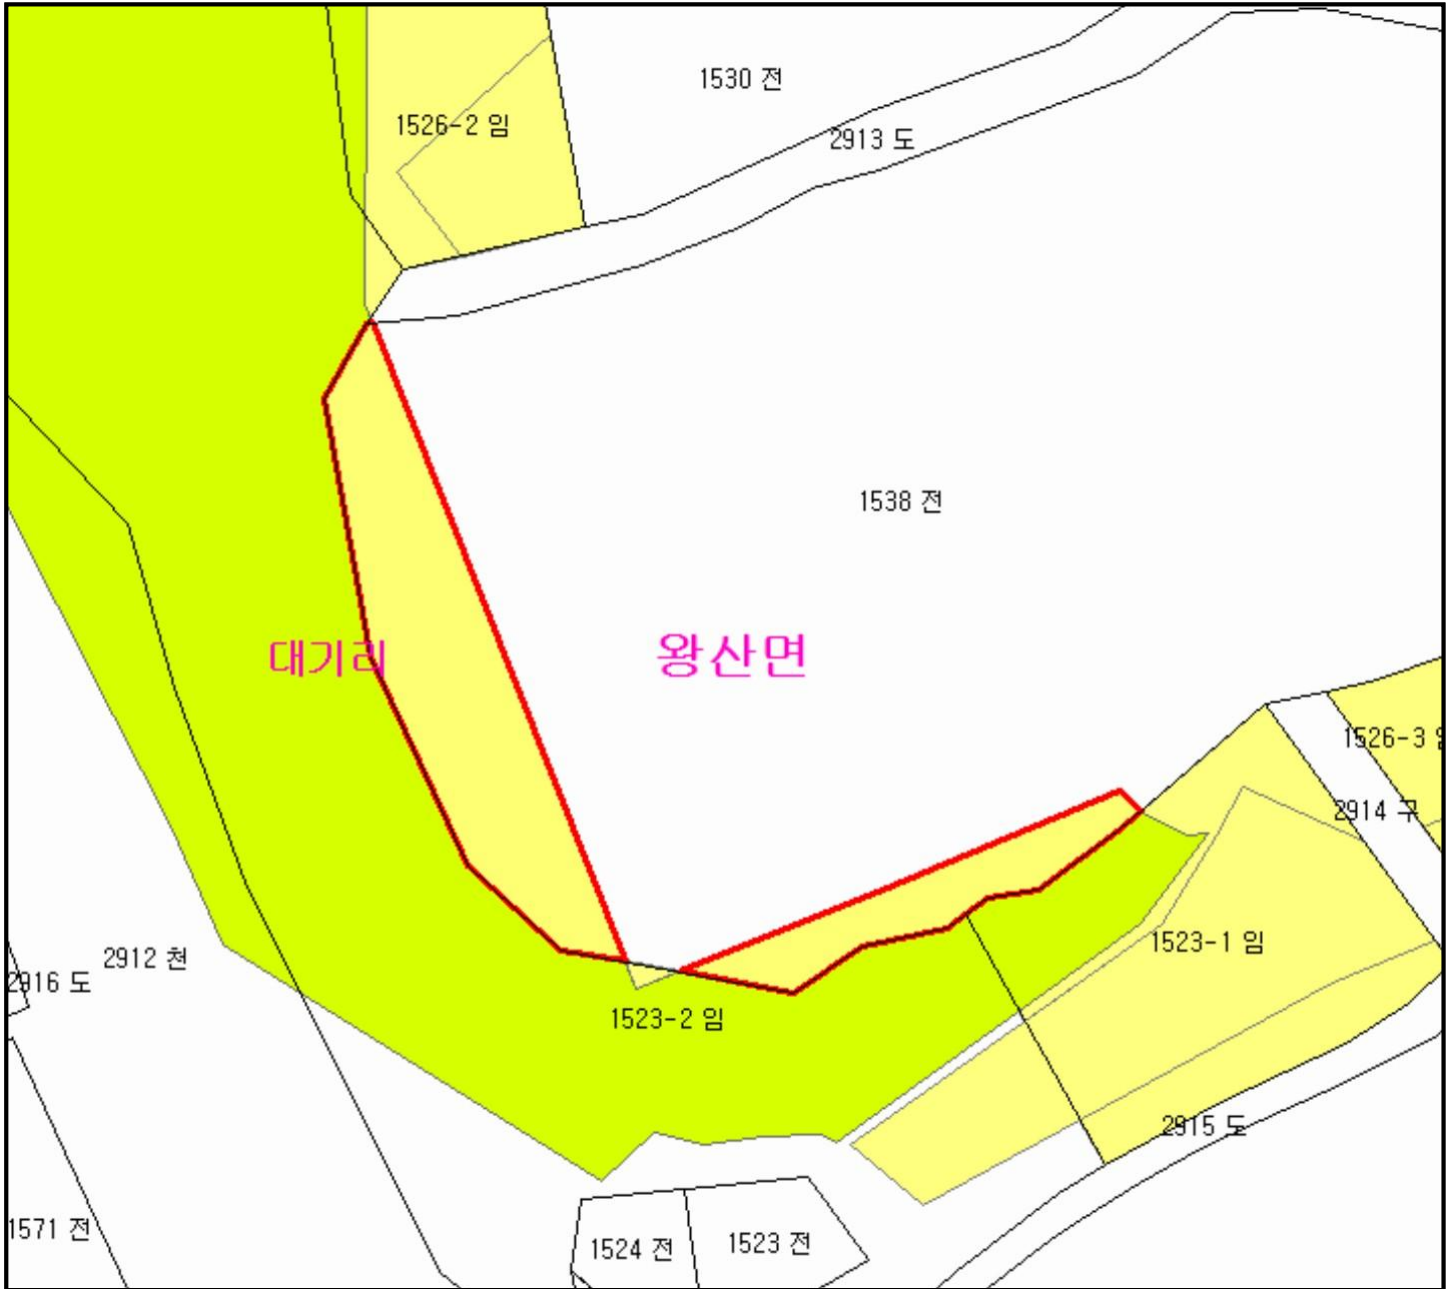 1530 전
1526-2 임
2913 도
1538 전
대기리
왕산면
1526-3 임
2914 구
1523-1 임
2912 천
2916 도
1523-2 임
2915 도
1571 전
1524 전
1523 전